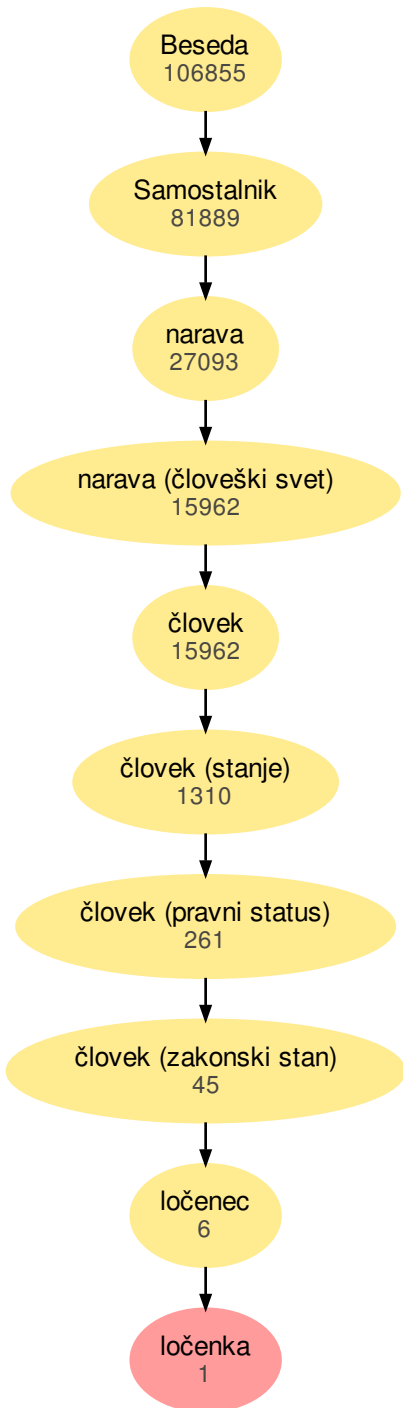 Beseda
106855
Samostalnik
81889
narava
27093
narava (človeški svet)
15962
človek
15962
človek (stanje)
1310
človek (pravni status)
261
človek (zakonski stan)
45
ločenec
6
ločenka
1